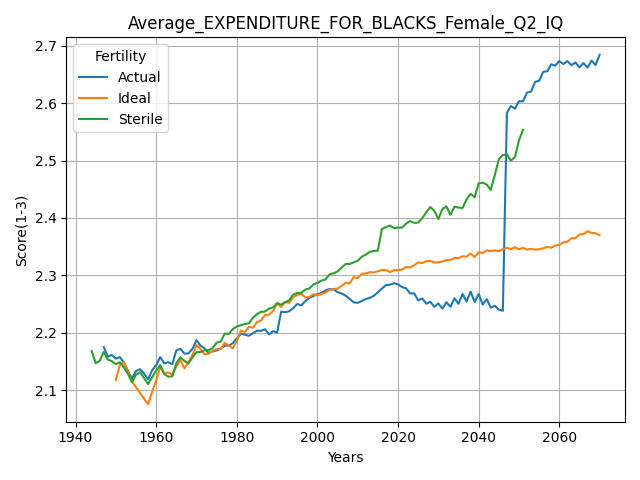 Average_EXPENDITURE_FOR_BLACKS_Female_Q2_IQ
Fertility
Actual
Ideal
Sterile
Score(1-3)
2.7
2.6
2.5
2.4
2.3
2.2
2.1
1940 1960 1980 2000 2020 2040 2060
Years